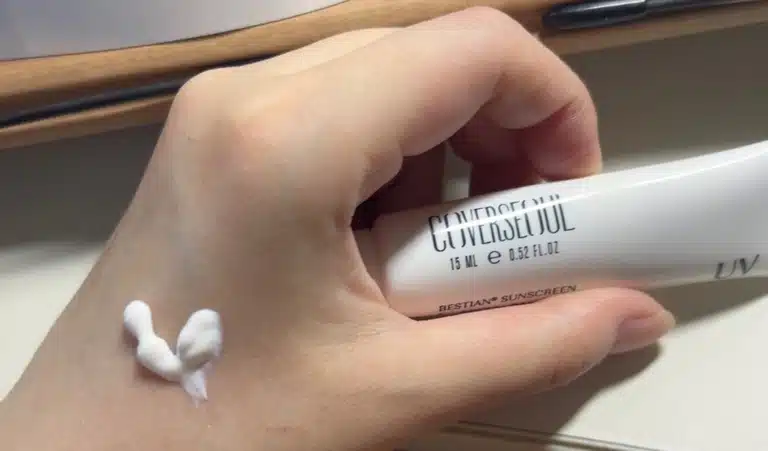 COVERSEOUL
15 ML e 0.52 FL.OZ
BESTIAN® SUNSCREEN
UV